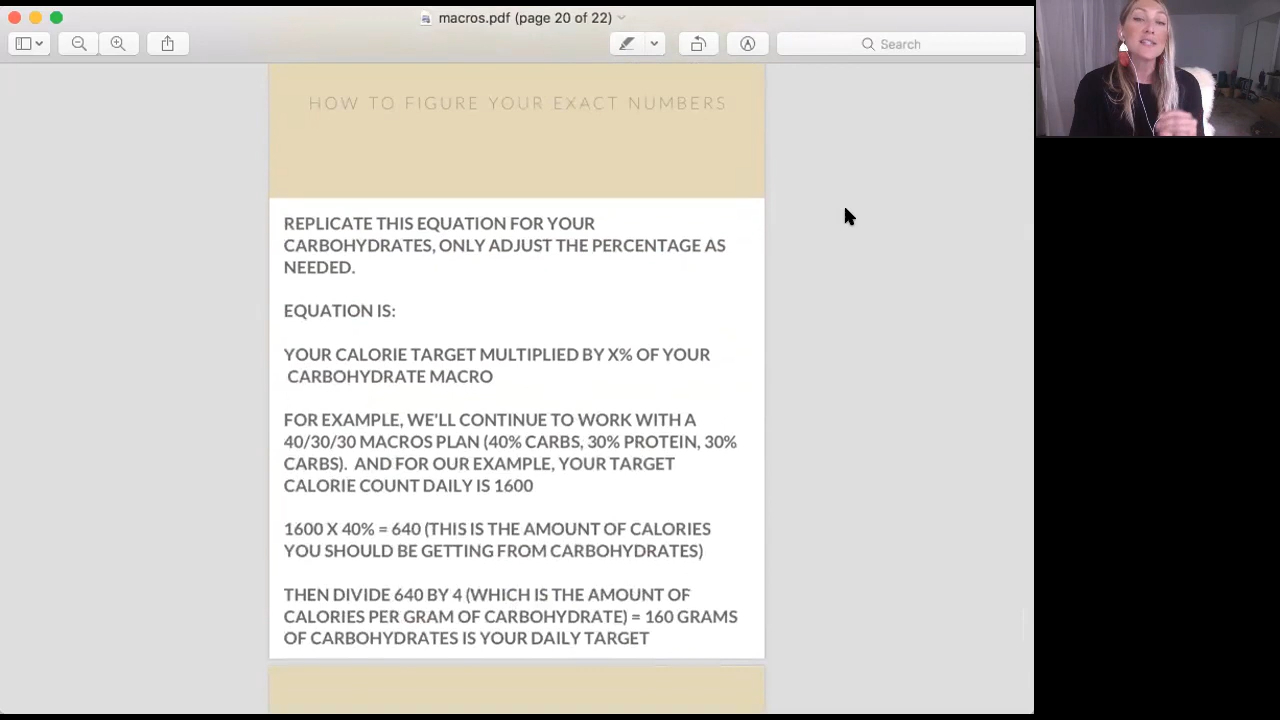 macros.pdf (page 20 of 22)
Search
HOW TO FIGURE YOUR EXACT NUMBERS
REPLICATE THIS EQUATION FOR YOUR
CARBOHYDRATES, ONLY ADJUST THE PERCENTAGE AS
NEEDED.
EQUATION IS:
YOUR CALORIE TARGET MULTIPLIED BY X% OF YOUR
CARBOHYDRATE MACRO
FOR EXAMPLE, WE'LL CONTINUE TO WORK WITH A
40/30/30 MACROS PLAN (40% CARBS, 30% PROTEIN, 30%
CARBS). AND FOR OUR EXAMPLE, YOUR TARGET
CALORIE COUNT DAILY IS 1600
1600 X 40% = 640 (THIS IS THE AMOUNT OF CALORIES
YOU SHOULD BE GETTING FROM CARBOHYDRATES)
THEN DIVIDE 640 BY 4 (WHICH IS THE AMOUNT OF
CALORIES PER GRAM OF CARBOHYDRATE) = 160 GRAMS
OF CARBOHYDRATES IS YOUR DAILY TARGET